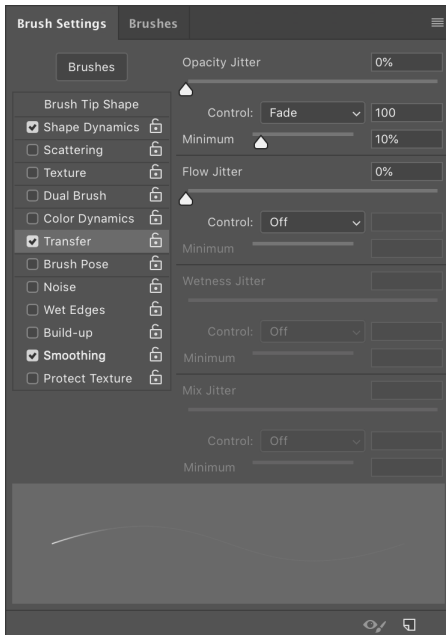 Brush Settings Brushes
Brushes
Brush Tip Shape
Shape Dynamics
Scattering
Texture
Dual Brush
Color Dynamics
Transfer
Brush Pose
Noise
Wet Edges
Build-up
Smoothing
Protect Texture
Opacity Jitter 0%
Control: Fade 100
Minimum 10%
Flow Jitter 0%
Control: Off
Minimum
Wetness Jitter
Control: Off
Minimum
Mix Jitter
Control: Off
Minimum